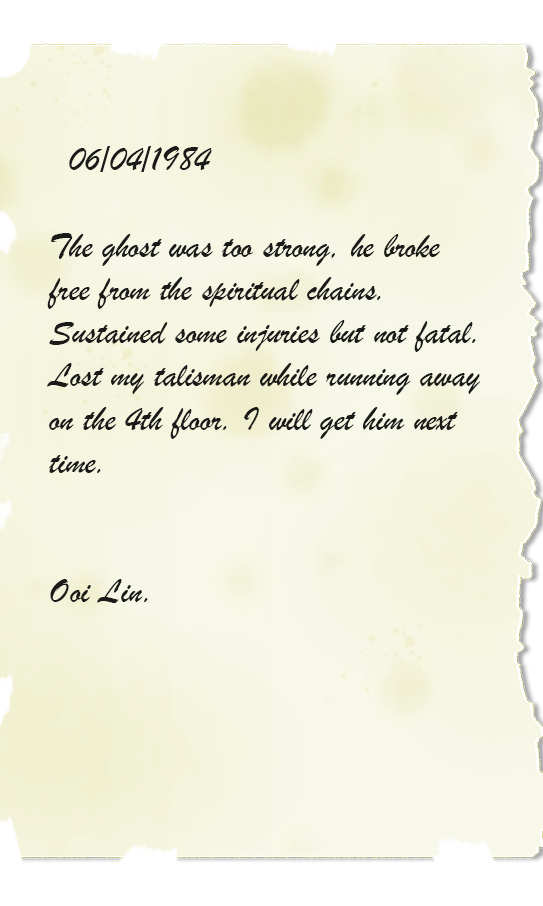 06/04/1984
The ghost was too strong, he broke
free from the spiritual chains.
Sustained some injuries but not fatal.
Lost my talisman while running away
on the 4th floor. I will get him next
time.
Ooi Lin.